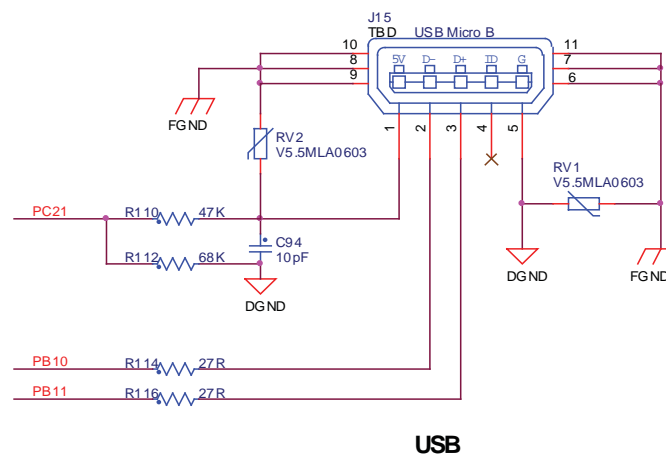 J15
TBD USB Micro B
10
8
9
11
7
6
5V D- D+ ID G
1 2 3 4 5
FGND
RV2
V5.5MLA0603
RV1
V5.5MLA0603
PC21 R110 47K
C94
10pF
R112 68K
DGND
DGND
FGND
PB10 R114 27R
PB11 R116 27R
USB